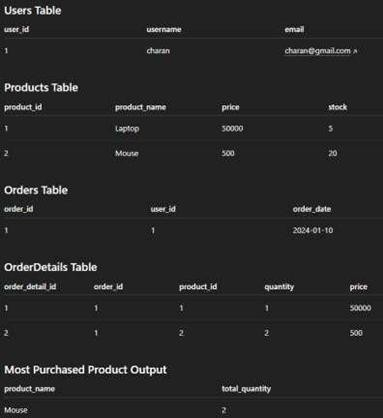 Users Table
user_id username email
1 charan charan@gmail.com ↗
Products Table
product_id product_name price stock
1 Laptop 50000 5
2 Mouse 500 20
Orders Table
order_id user_id order_date
1 1 2024-01-10
OrderDetails Table
order_detail_id order_id product_id quantity price
1 1 1 1 50000
2 1 2 2 500
Most Purchased Product Output
product_name total_quantity
Mouse 2